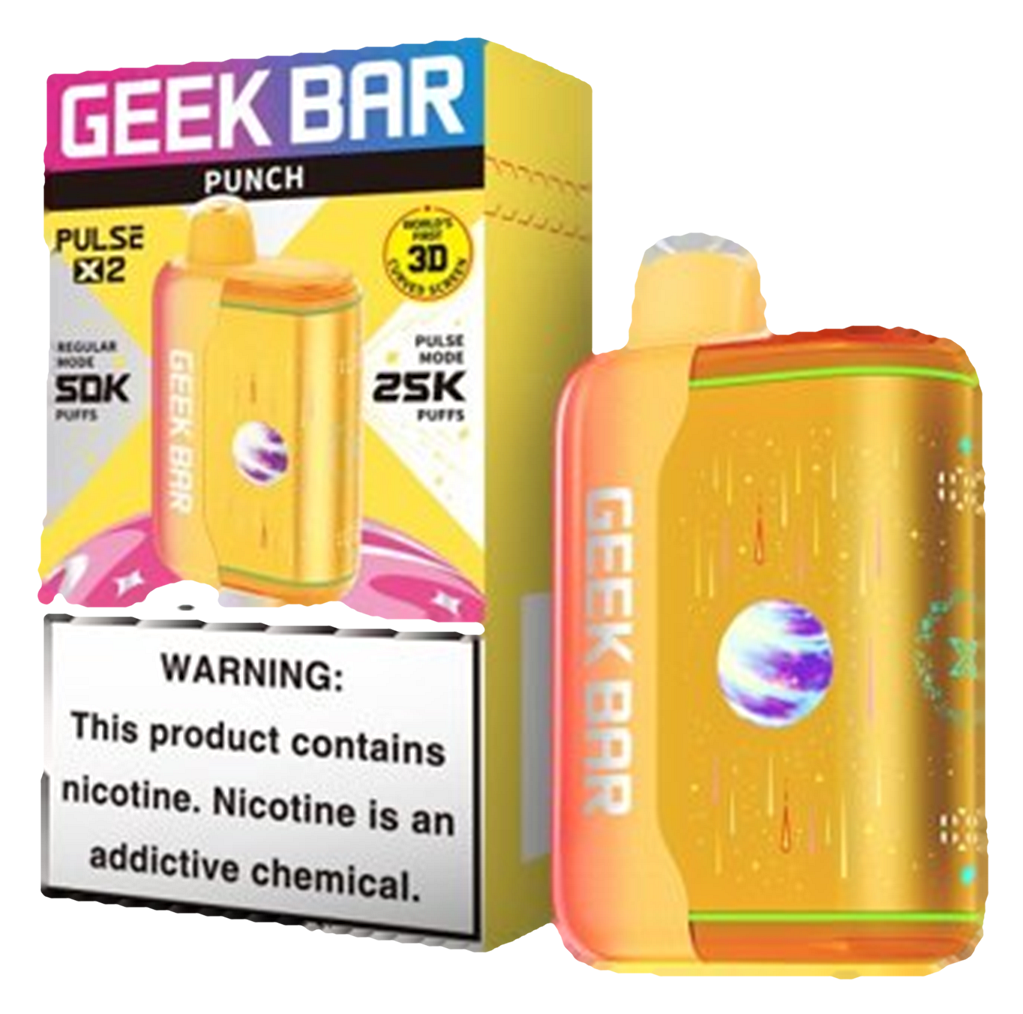 GEEK BAR
PUNCH
PULSE
X2
WORLD'S
FIRST
3D
CURVED SCREEN
REGULAR
MODE
50K
PUFFS
PULSE
MODE
25K
PUFFS
GEEK BAR
WARNING:
This product contains
nicotine. Nicotine is an
addictive chemical.
GEEK BAR